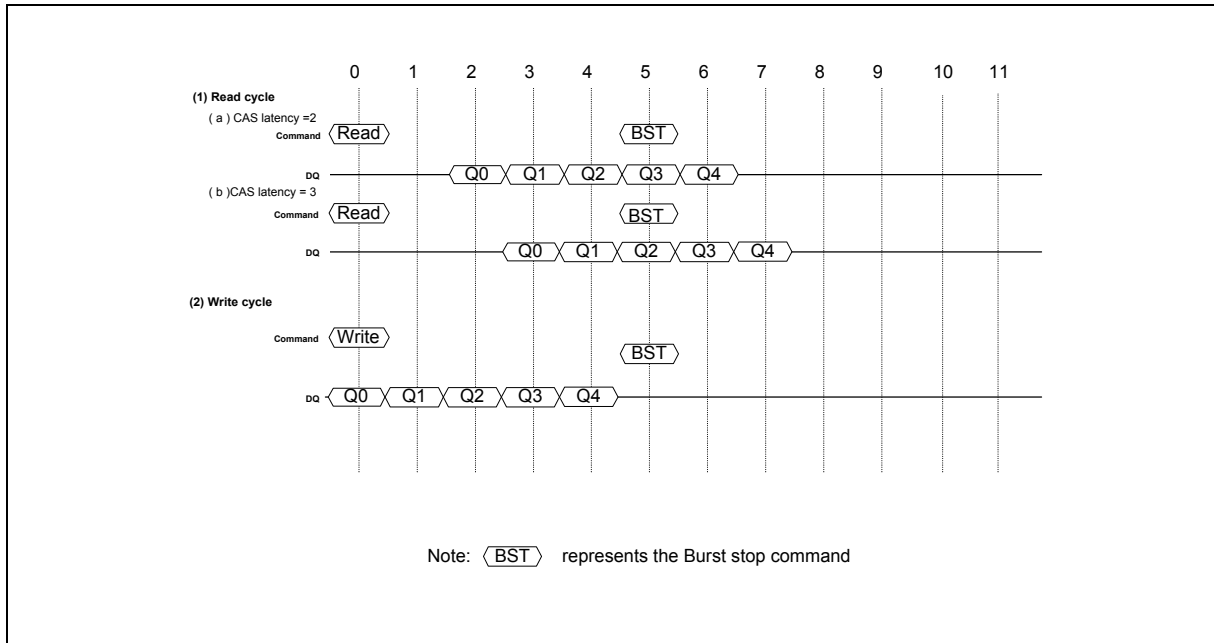 0 1 2 3 4 5 6 7 8 9 10 11
(1) Read cycle
( a ) CAS latency =2
Command Read BST
DQ Q0 Q1 Q2 Q3 Q4
( b )CAS latency = 3
Command Read BST
DQ Q0 Q1 Q2 Q3 Q4
(2) Write cycle
Command Write
BST
DQ Q0 Q1 Q2 Q3 Q4
Note: BST represents the Burst stop command